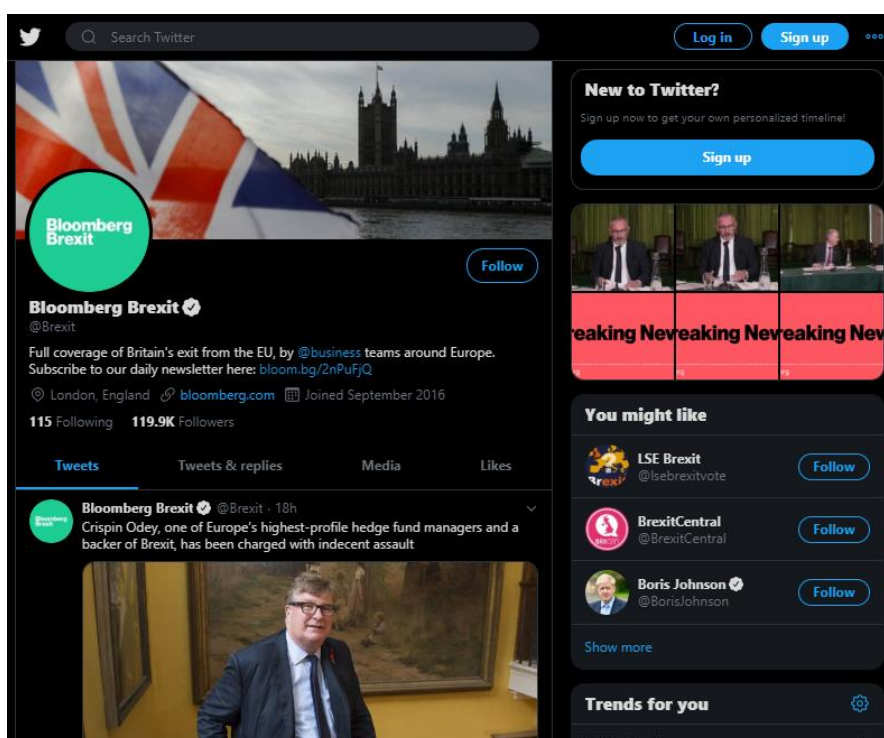 Search Twitter
Log in
Sign up
Bloomberg
Brexit
Follow
Bloomberg Brexit
@Brexit
Full coverage of Britain's exit from the EU, by @business teams around Europe.
Subscribe to our daily newsletter here: bloom.bg/2nPuFjQ
London, England bloomberg.com Joined September 2016
115 Following 119.9K Followers
Tweets Tweets & replies Media Likes
Bloomberg Brexit @Brexit · 18h
Crispin Odey, one of Europe's highest-profile hedge fund managers and a
backer of Brexit, has been charged with indecent assault
New to Twitter?
Sign up now to get your own personalized timeline!
Sign up
eaking New eaking New eaking New
You might like
LSE Brexit
@lsebrexitvote
Follow
BrexitCentral
@BrexitCentral
Follow
Boris Johnson
@BorisJohnson
Follow
Show more
Trends for you